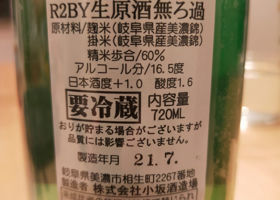 R2BY生原酒無ろ過
原材料/麹米(岐阜県産美濃錦)
掛米(岐阜県産美濃錦)
精米歩合/60%
アルコール分/16.5度
日本酒度+1.0 酸度1.6
要冷蔵 容量 720ML
おりが貯まる場合がございますが
品質には影響ございません。
製造年月 21.7.
岐阜県美濃市相生町2267番地
製造者 株式会社小坂酒造場